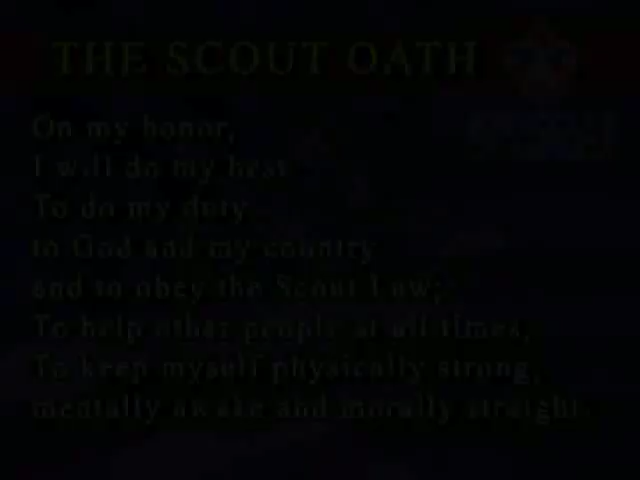 THE SCOUT OATH
On my honor,
I will do my best
To do my duty
to God and my country
and to obey the Scout Law;
To help other people at all times;
To keep myself physically strong,
mentally awake and morally straight.